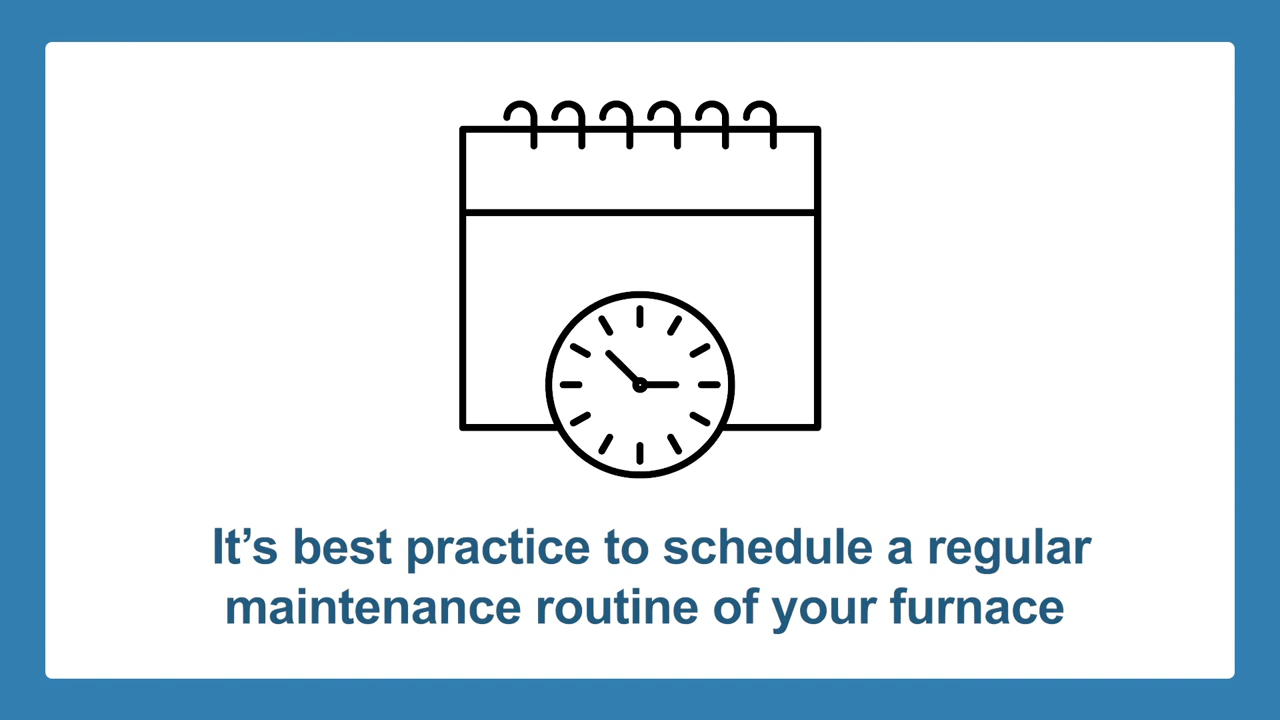 It’s best practice to schedule a regular
maintenance routine of your furnace